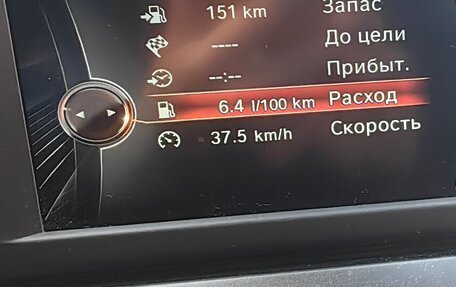 151 km Запас
---- До цели
--:-- Прибыт.
6.4 l/100 km Расход
37.5 km/h Скорость